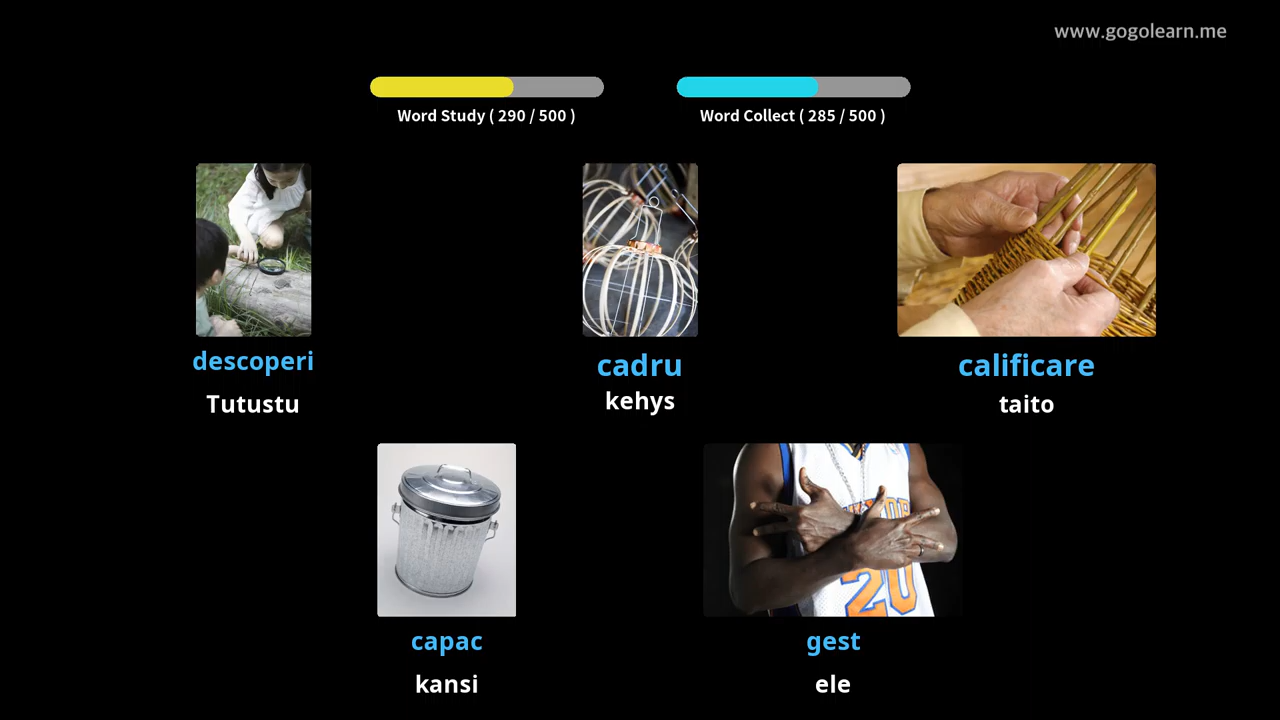 www.gogolearn.me
Word Study ( 290 / 500 )
Word Collect ( 285 / 500 )
descoperi
Tutustu
cadru
kehys
calificare
taito
20
capac
kansi
gest
ele